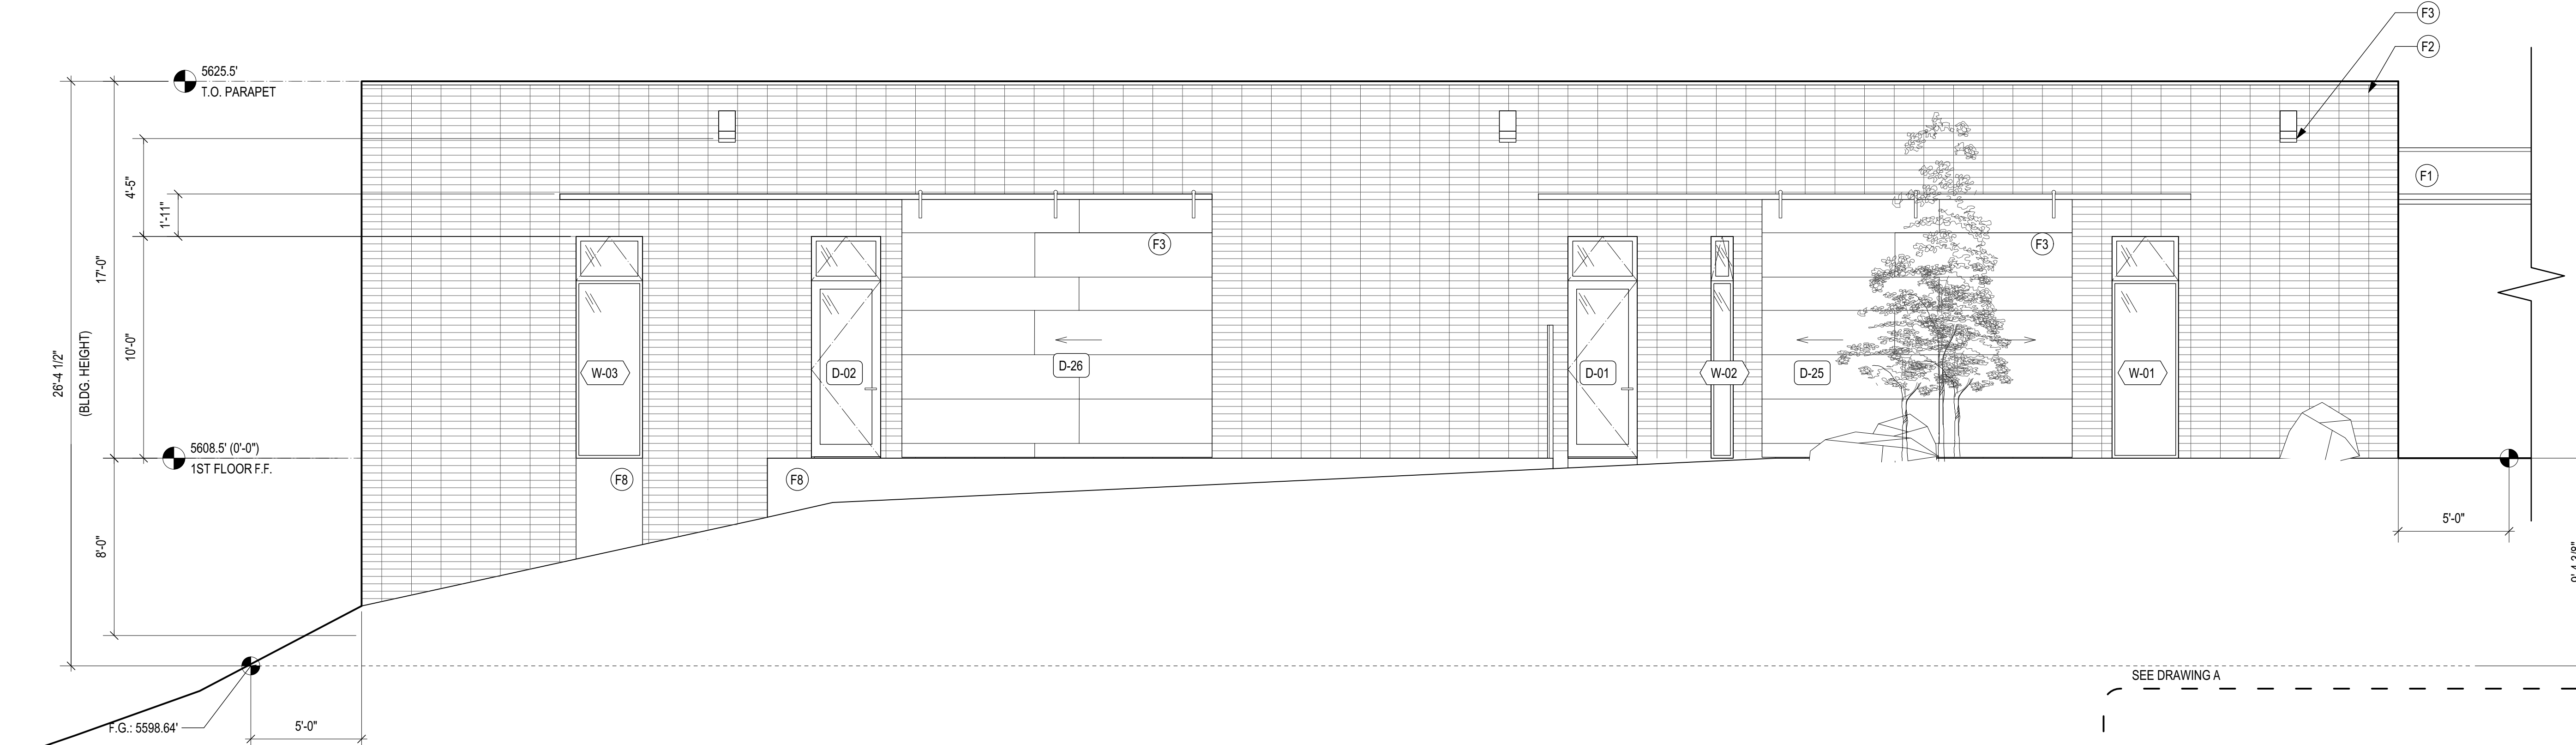 F3
F2
5625.5'
T.O. PARAPET
F1
4'-5"
1'-11"
17'-0"
10'-0"
26'-4 1/2"
(BLDG. HEIGHT)
F3
F3
W-03
D-02
D-26
D-01
W-02
D-25
W-01
5608.5' (0'-0")
1ST FLOOR F.F.
F8
F8
8'-0"
5'-0"
SEE DRAWING A
F.G.: 5598.64'
5'-0"